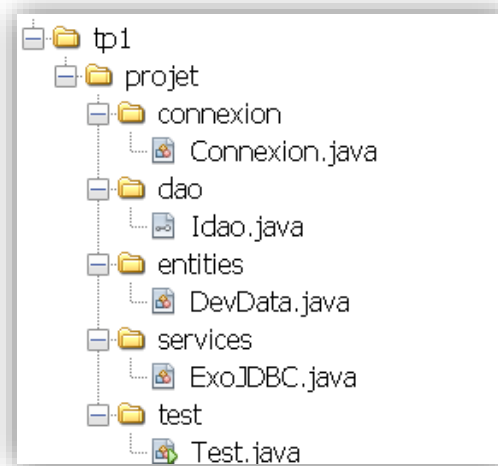 tp1
projet
connexion
Connexion.java
dao
Idao.java
entities
DevData.java
services
ExoJDBC.java
test
Test.java